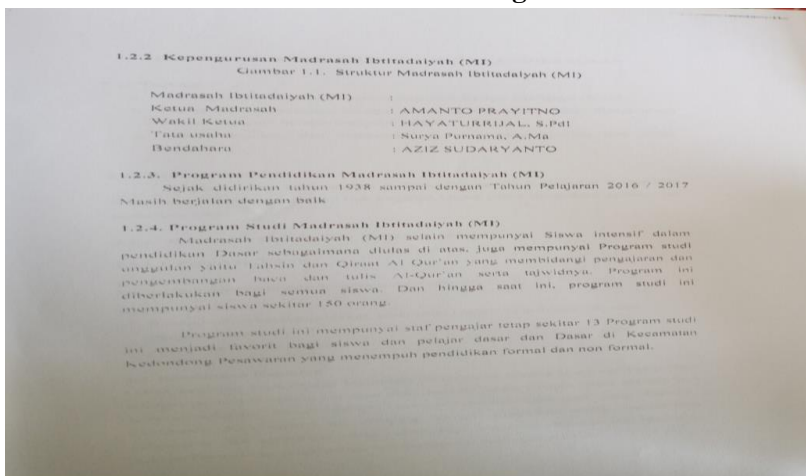 1.2.2 Kepengurusan Madrasah Ibtitadaiyah (MI)
Gambar 1.1. Struktur Madrasah Ibtitadaiyah (MI)
Madrasah Ibtitadaiyah (MI) :
Ketua Madrasah : AMANTO PRAYITNO
Wakil Ketua : HAYATURRIJAL, S.PdI
Tata usaha : Surya Purnama, A.Ma
Bendahara : AZIZ SUDARYANTO
1.2.3. Program Pendidikan Madrasah Ibtitadaiyah (MI)
Sejak didirikan tahun 1938 sampai dengan Tahun Pelajaran 2016 / 2017
Masih berjalan dengan baik
1.2.4. Program Studi Madrasah Ibtitadaiyah (MI)
Madrasah Ibtitadaiyah (MI) selain mempunyai Siswa intensif dalam
pendidikan Dasar sebagaimana diulas di atas, juga mempunyai Program studi
unggulan yaitu Tahsin dan Qiraat Al Qur'an yang membidangi pengajaran dan
pengembangan baca dan tulis Al-Qur'an serta tajwidnya. Program ini
diberlakukan bagi semua siswa. Dan hingga saat ini, program studi ini
mempunyai siswa sekitar 150 orang.
Program studi ini mempunyai staf pengajar tetap sekitar 13 Program studi
ini menjadi favorit bagi siswa dan pelajar dasar dan Dasar di Kecamatan
Kedondong Pesawaran yang menempuh pendidikan formal dan non formal.